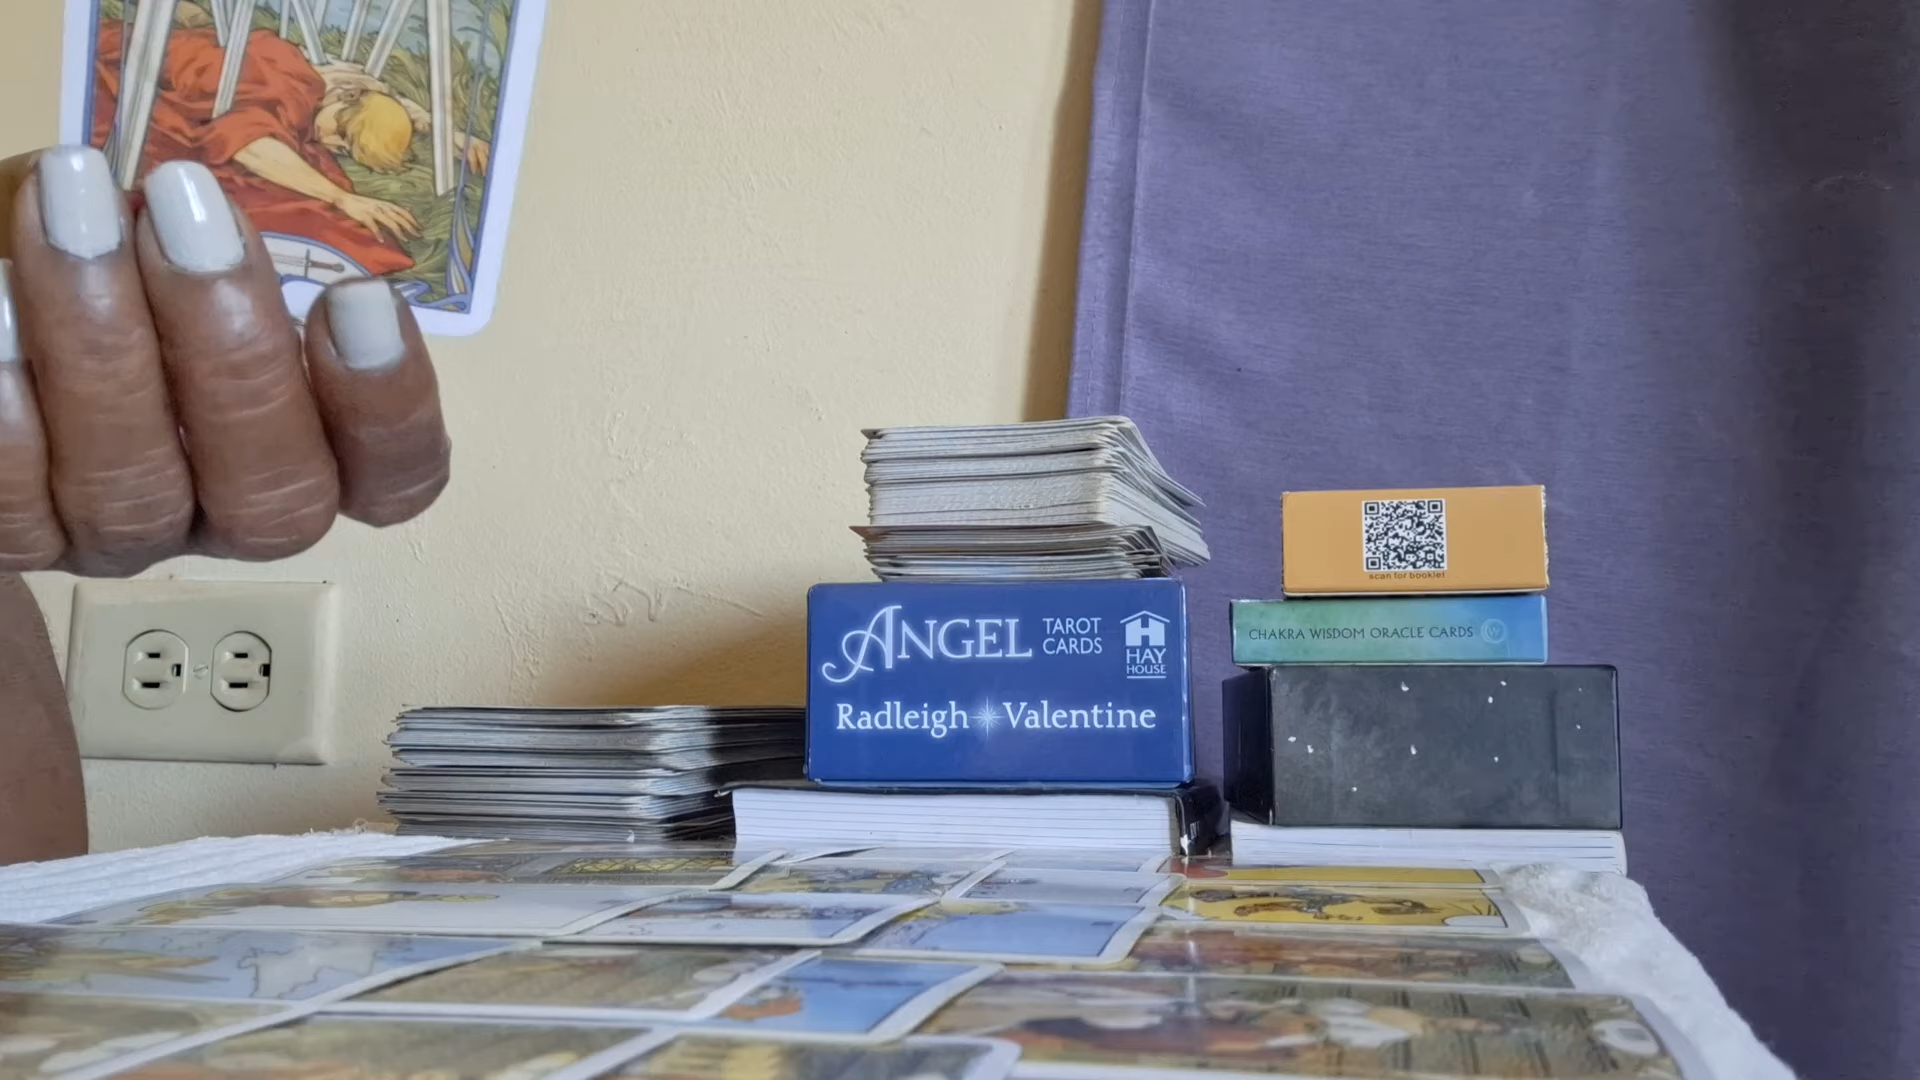 ANGEL
TAROT
CARDS
HAY
HOUSE
Radleigh Valentine
scan for booklet
CHAKRA WISDOM ORACLE CARDS